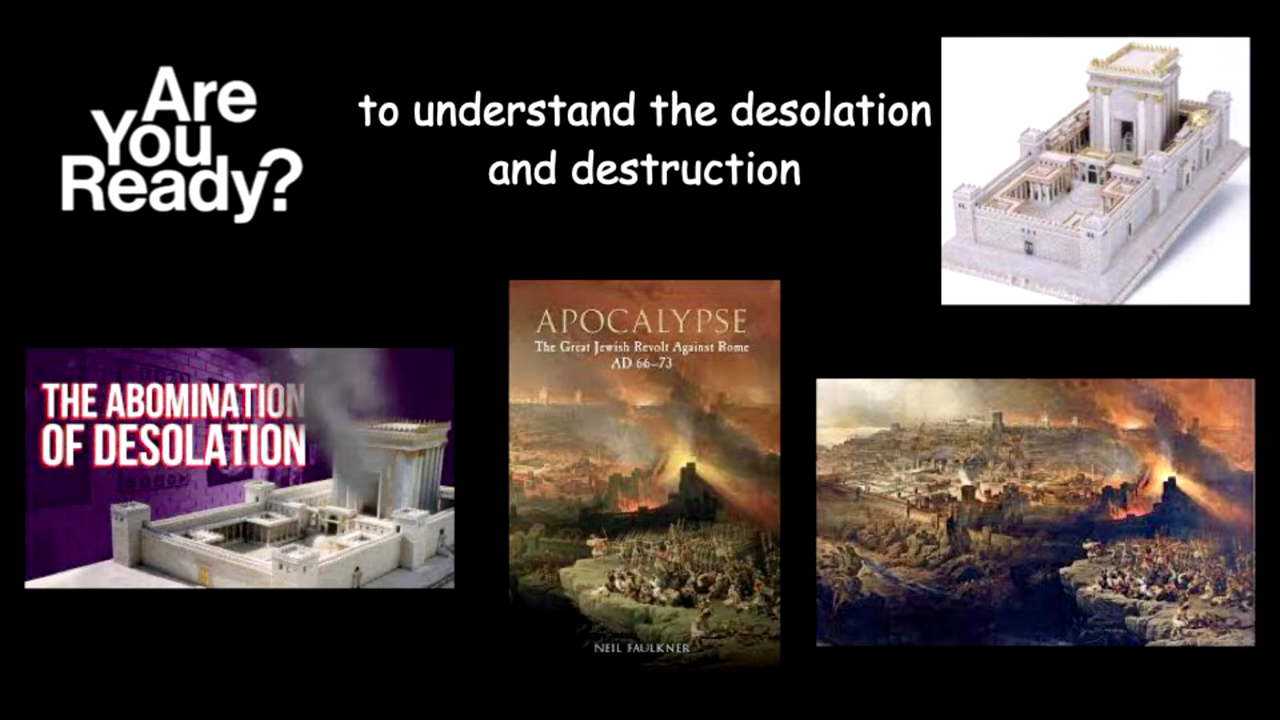 Are
You
Ready?
to understand the desolation
and destruction
THE ABOMINATION
OF DESOLATION
APOCALYPSE
The Great Jewish Revolt Against Rome
AD 66–73
NEIL FAULKNER